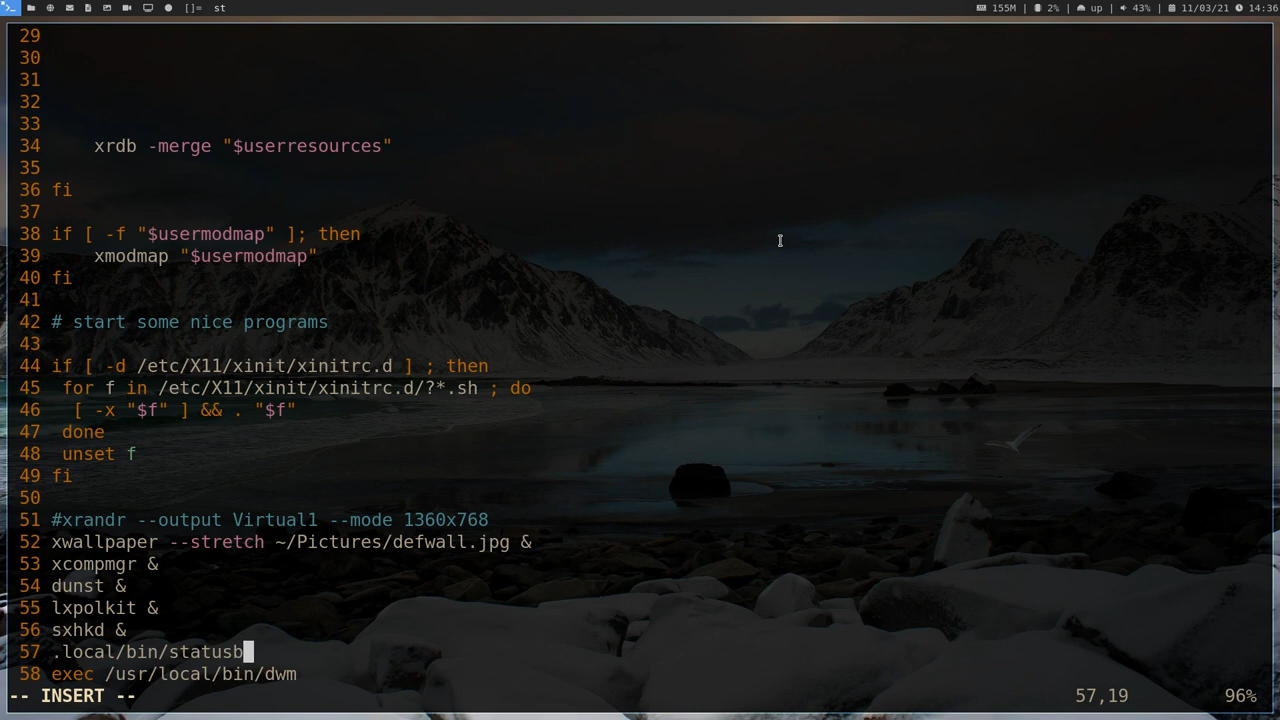 []= st 155M | 2% | up | 43% | 11/03/21 14:36
29
30
31
32
33
34 xrdb -merge "$userresources"
35
36 fi
37
38 if [ -f "$usermodmap" ]; then
39 xmodmap "$usermodmap"
40 fi
41
42 # start some nice programs
43
44 if [ -d /etc/X11/xinit/xinitrc.d ] ; then
45 for f in /etc/X11/xinit/xinitrc.d/?*.sh ; do
46 [ -x "$f" ] && . "$f"
47 done
48 unset f
49 fi
50
51 #xrandr --output Virtual1 --mode 1360x768
52 xwallpaper --stretch ~/Pictures/defwall.jpg &
53 xcompmgr &
54 dunst &
55 lxpolkit &
56 sxhkd &
57 .local/bin/statusb
58 exec /usr/local/bin/dwm
-- INSERT -- 57,19 96%